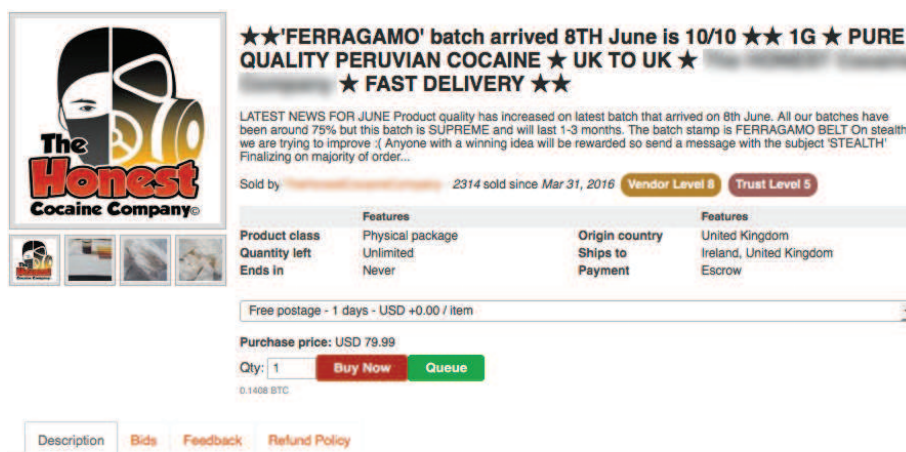 ★★'FERRAGAMO' batch arrived 8TH June is 10/10 ★★ 1G ★ PURE
QUALITY PERUVIAN COCAINE ★ UK TO UK ★
★ FAST DELIVERY ★★
LATEST NEWS FOR JUNE Product quality has increased on latest batch that arrived on 8th June. All our batches have
been around 75% but this batch is SUPREME and will last 1-3 months. The batch stamp is FERRAGAMO BELT On stealth
we are trying to improve :( Anyone with a winning idea will be rewarded so send a message with the subject 'STEALTH'
Finalizing on majority of order...
The
Honest
Cocaine Company©
Sold by - 2314 sold since Mar 31, 2016 Vendor Level 8 Trust Level 5
Features Features
Product class Physical package Origin country United Kingdom
Quantity left Unlimited Ships to Ireland, United Kingdom
Ends in Never Payment Escrow
Free postage - 1 days - USD +0.00 / item
Purchase price: USD 79.99
Qty: 1 Buy Now Queue
0.1408 BTC
Description Bids Feedback Refund Policy